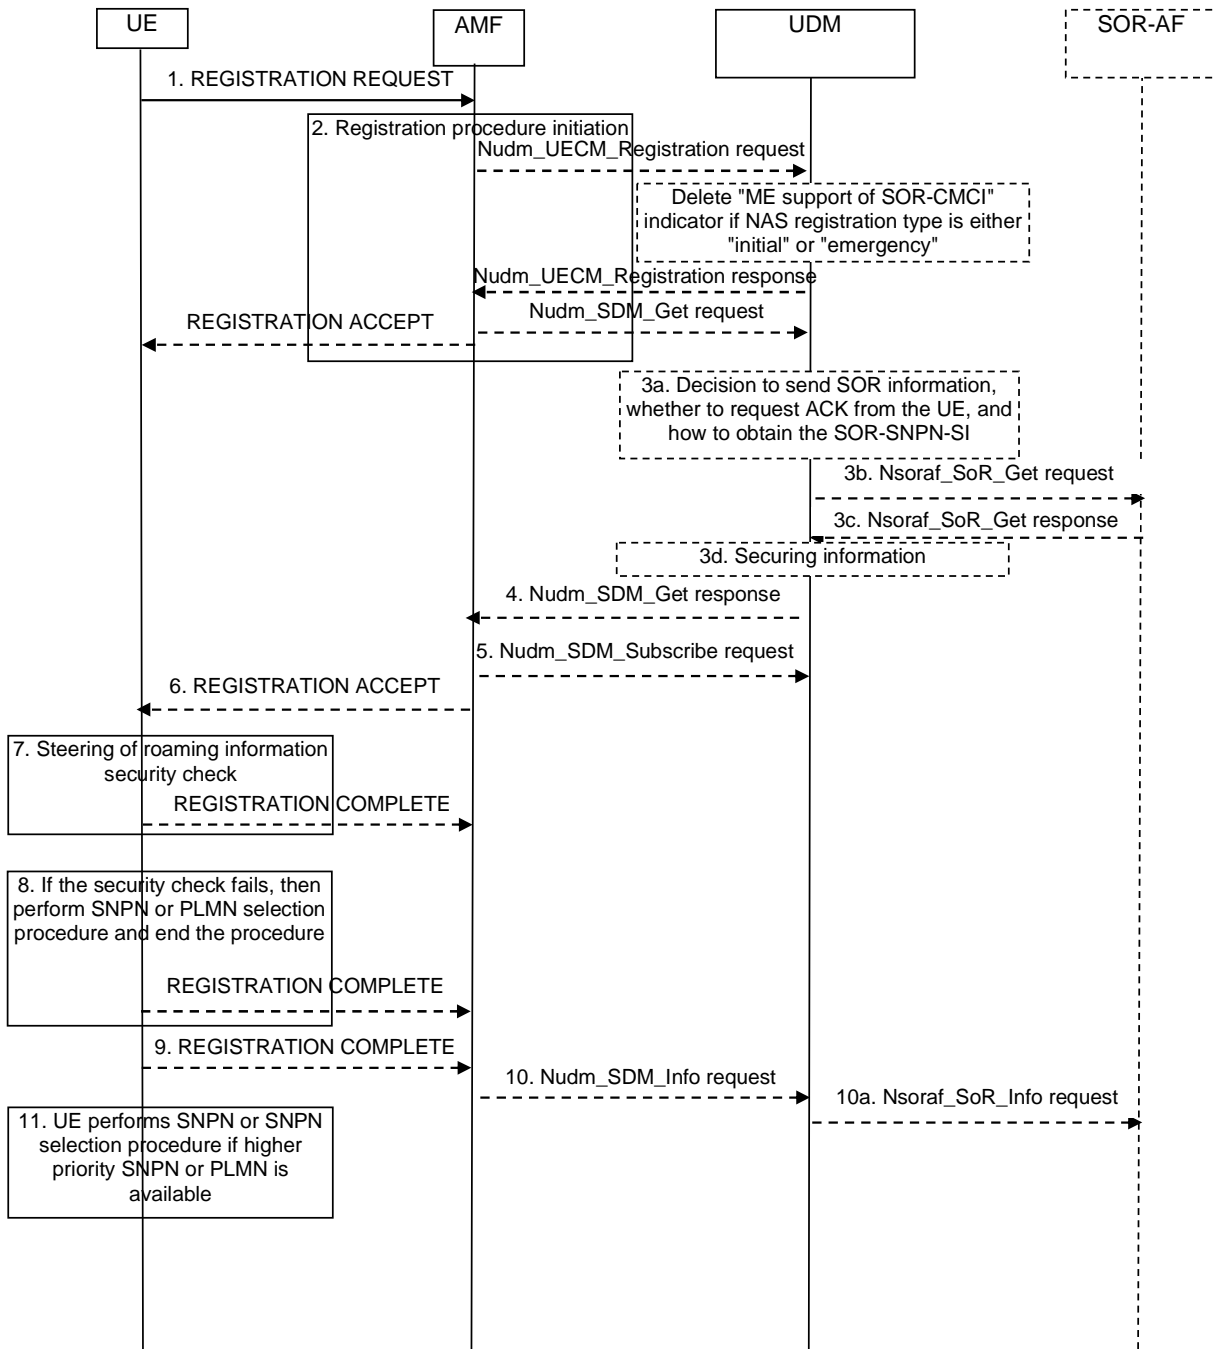 UE
AMF
UDM
SOR-AF
1. REGISTRATION REQUEST
2. Registration procedure initiation
Nudm_UECM_Registration request
Delete "ME support of SOR-CMCI"
indicator if NAS registration type is either
"initial" or "emergency"
Nudm_UECM_Registration response
Nudm_SDM_Get request
REGISTRATION ACCEPT
3a. Decision to send SOR information,
whether to request ACK from the UE, and
how to obtain the SOR-SNPN-SI
3b. Nsoraf_SoR_Get request
3c. Nsoraf_SoR_Get response
3d. Securing information
4. Nudm_SDM_Get response
5. Nudm_SDM_Subscribe request
6. REGISTRATION ACCEPT
7. Steering of roaming information
security check
REGISTRATION COMPLETE
8. If the security check fails, then
perform SNPN or PLMN selection
procedure and end the procedure
REGISTRATION COMPLETE
9. REGISTRATION COMPLETE
10. Nudm_SDM_Info request
10a. Nsoraf_SoR_Info request
11. UE performs SNPN or SNPN
selection procedure if higher
priority SNPN or PLMN is
available